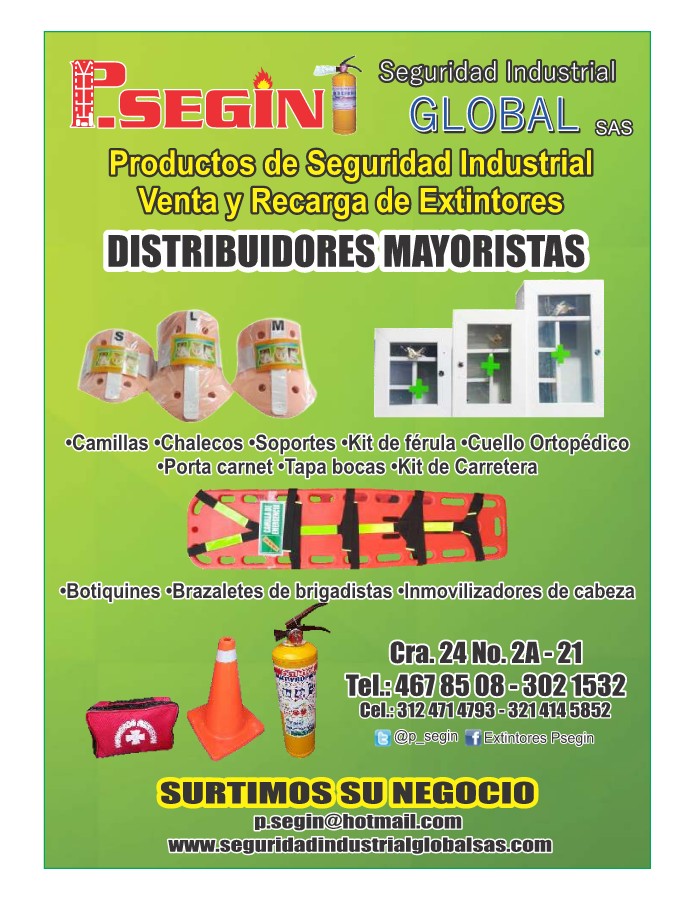 P.SEGIN
Seguridad Industrial
GLOBAL SAS
Productos de Seguridad Industrial
Venta y Recarga de Extintores
DISTRIBUIDORES MAYORISTAS
S
L
M
•Camillas •Chalecos •Soportes •Kit de férula •Cuello Ortopédico
•Porta carnet •Tapa bocas •Kit de Carretera
CAMILLA DE
EMERGENCIA
•Botiquines •Brazaletes de brigadistas •Inmovilizadores de cabeza
Cra. 24 No. 2A - 21
Tel.: 467 85 08 - 302 1532
Cel.: 312 471 4793 - 321 414 5852
@p_segin Extintores Psegin
SURTIMOS SU NEGOCIO
p.segin@hotmail.com
www.seguridadindustrialglobalsas.com